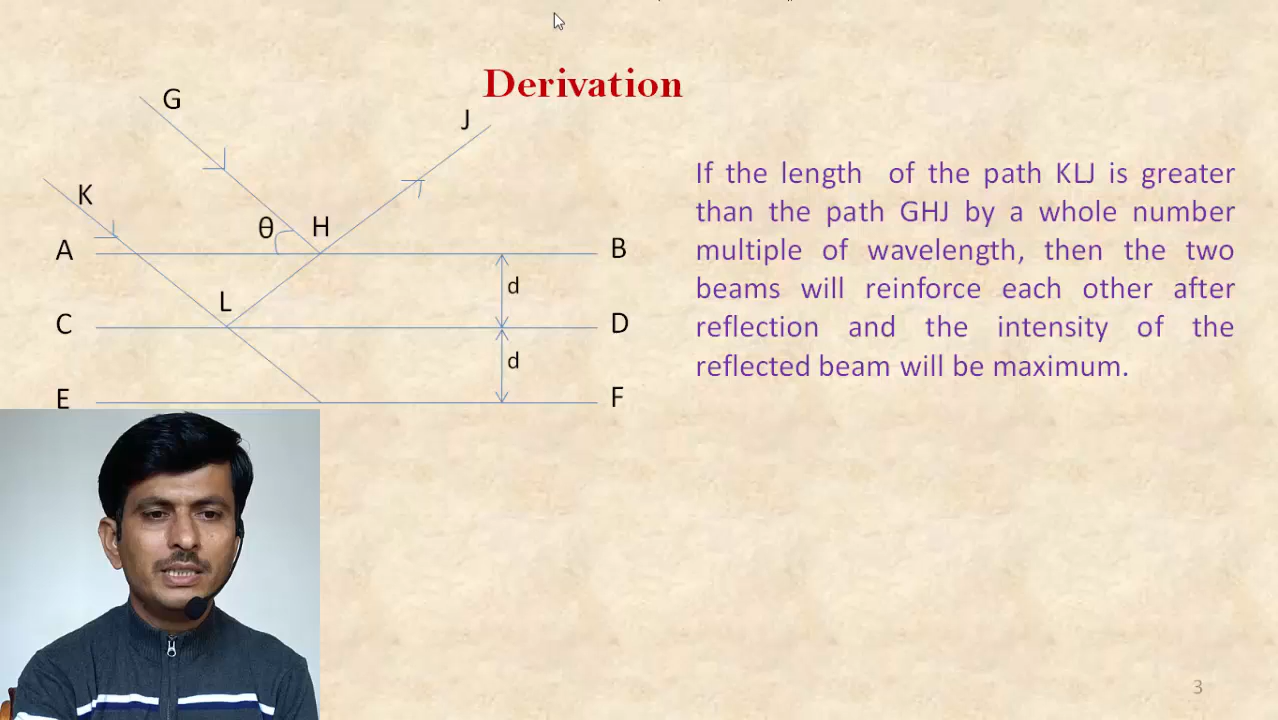 Derivation
G
J
K
θ
H
A
B
d
L
C
D
d
E
F
If the length of the path KLJ is greater
than the path GHJ by a whole number
multiple of wavelength, then the two
beams will reinforce each other after
reflection and the intensity of the
reflected beam will be maximum.
3